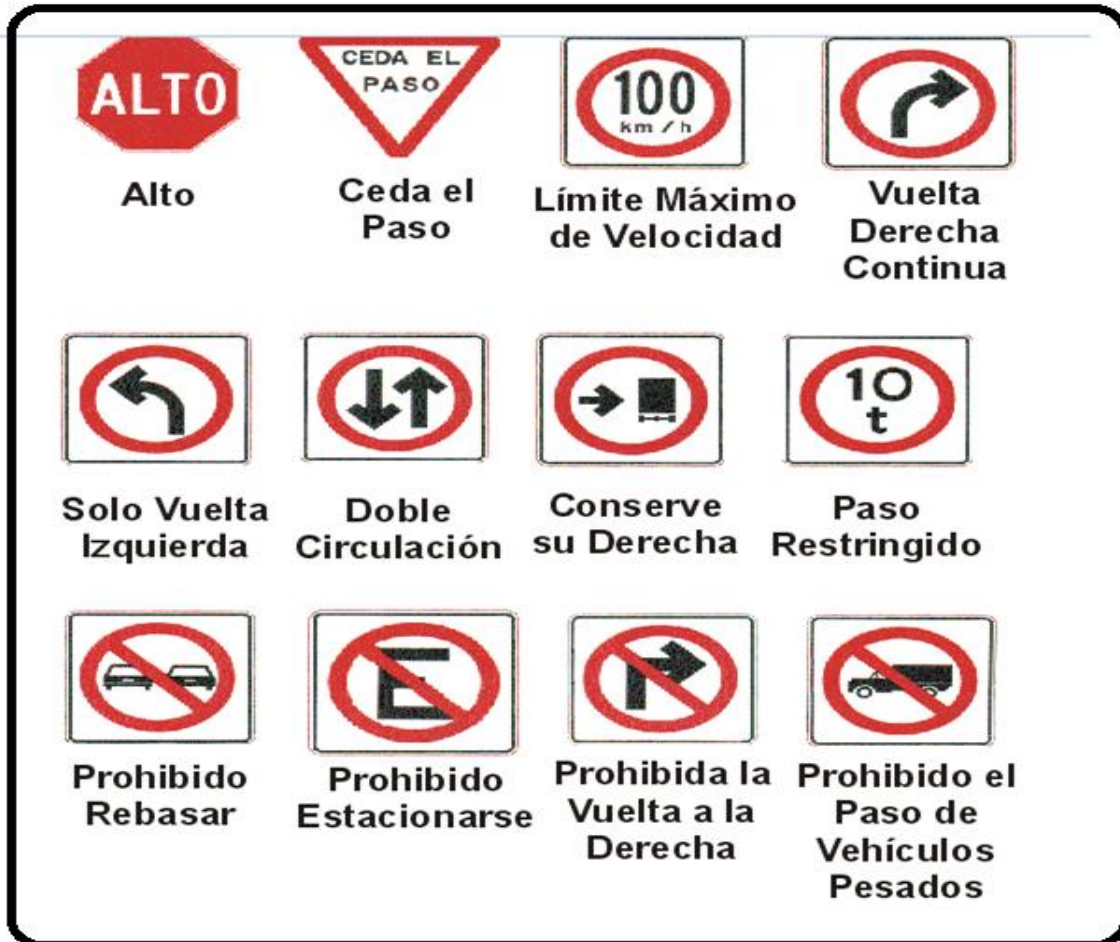 ALTO
CEDA EL
PASO
100
km / h
Alto
Ceda el
Paso
Límite Máximo
de Velocidad
Vuelta
Derecha
Continua
10
t
Solo Vuelta
Izquierda
Doble
Circulación
Conserve
su Derecha
Paso
Restringido
E
Prohibido
Rebasar
Prohibido
Estacionarse
Prohibida la
Vuelta a la
Derecha
Prohibido el
Paso de
Vehículos
Pesados